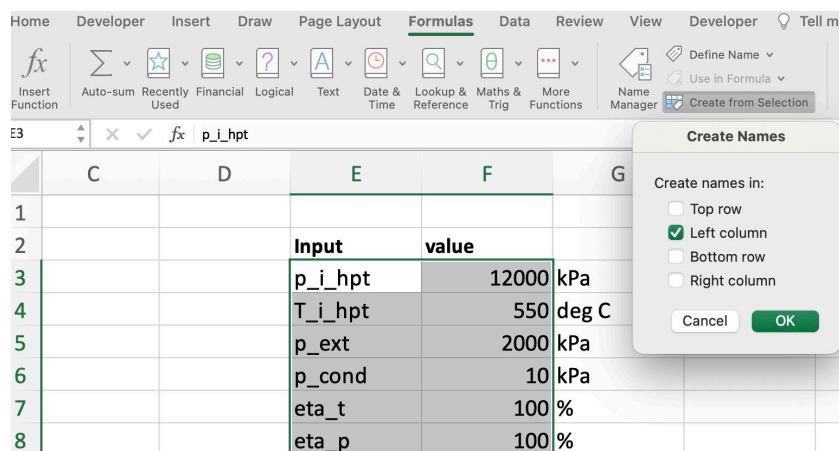 Home Developer Insert Draw Page Layout Formulas Data Review View Developer Tell m
fx Σ ? A Q θ ...
Insert Function
Auto-sum
Recently Used
Financial
Logical
Text
Date & Time
Lookup & Reference
Maths & Trig
More Functions
Name Manager
Define Name
Use in Formula
Create from Selection
E3 fx p_i_hpt
Create Names
Create names in:
Top row
Left column
Bottom row
Right column
Cancel OK
C D E F G
1
2 Input value
3 p_i_hpt 12000 kPa
4 T_i_hpt 550 deg C
5 p_ext 2000 kPa
6 p_cond 10 kPa
7 eta_t 100 %
8 eta_p 100 %